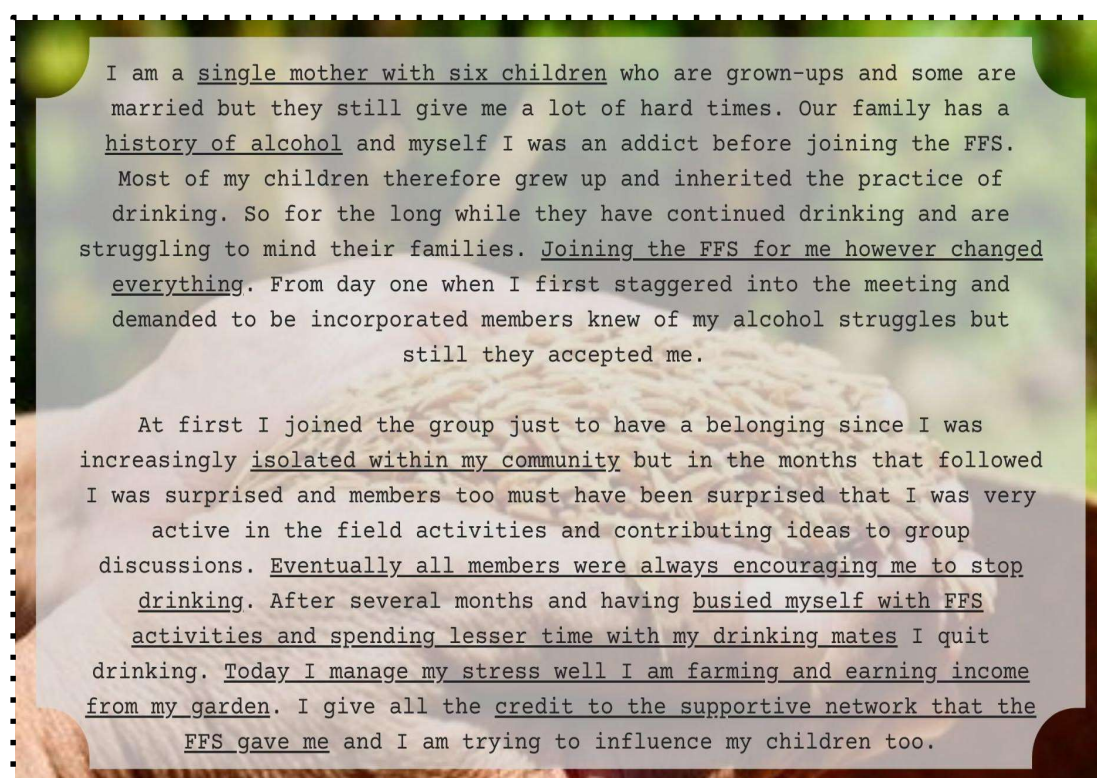 I am a single mother with six children who are grown-ups and some are
married but they still give me a lot of hard times. Our family has a
history of alcohol and myself I was an addict before joining the FFS.
Most of my children therefore grew up and inherited the practice of
drinking. So for the long while they have continued drinking and are
struggling to mind their families. Joining the FFS for me however changed
everything. From day one when I first staggered into the meeting and
demanded to be incorporated members knew of my alcohol struggles but
still they accepted me.
At first I joined the group just to have a belonging since I was
increasingly isolated within my community but in the months that followed
I was surprised and members too must have been surprised that I was very
active in the field activities and contributing ideas to group
discussions. Eventually all members were always encouraging me to stop
drinking. After several months and having busied myself with FFS
activities and spending lesser time with my drinking mates I quit
drinking. Today I manage my stress well I am farming and earning income
from my garden. I give all the credit to the supportive network that the
FFS gave me and I am trying to influence my children too.